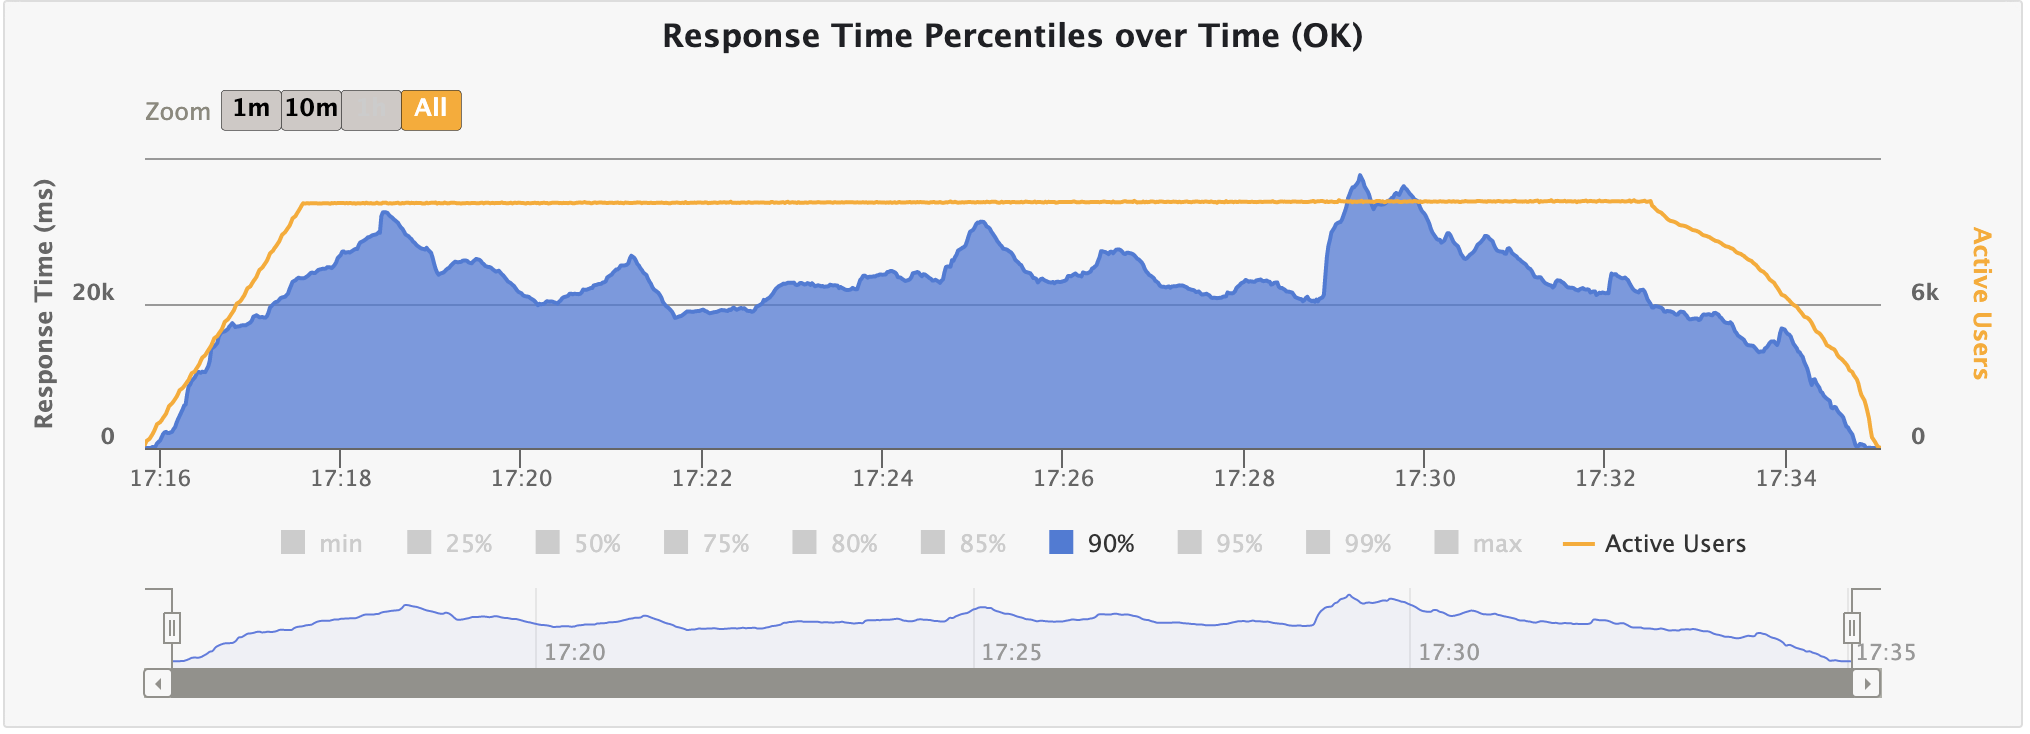 Response Time Percentiles over Time (OK)
Zoom 1m 10m All
Response Time (ms)
20k
0
Active Users
6k
0
17:16 17:18 17:20 17:22 17:24 17:26 17:28 17:30 17:32 17:34
min 25% 50% 75% 80% 85% 90% 95% 99% max Active Users
17:20 17:25 17:30 17:35